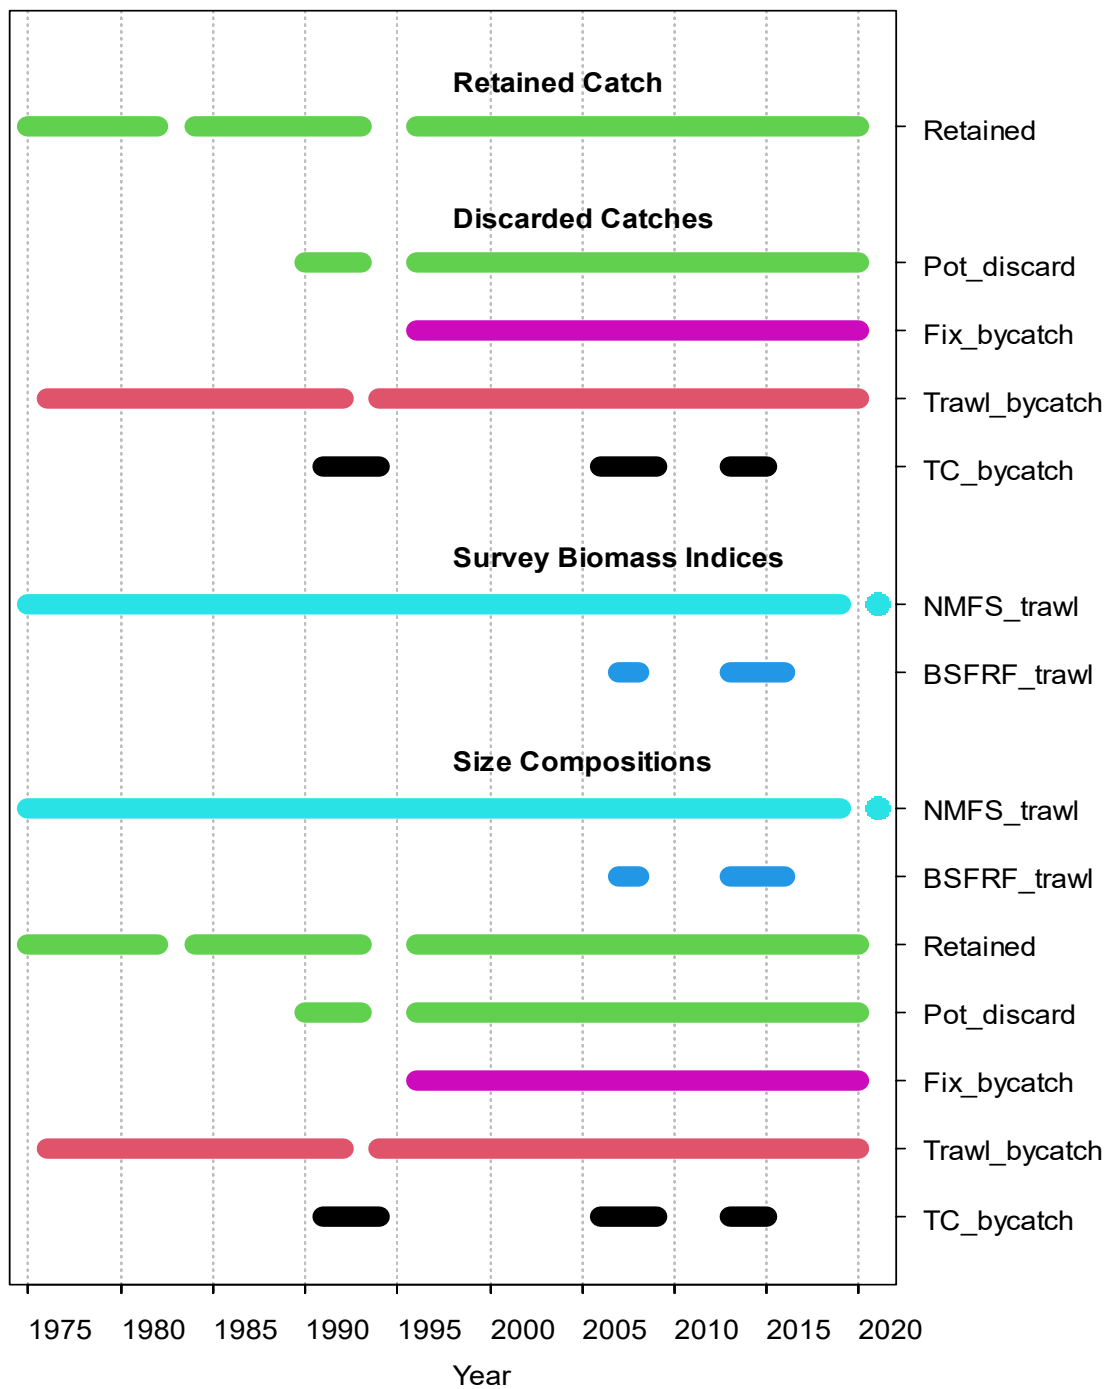 Retained Catch
Retained
Discarded Catches
Pot_discard
Fix_bycatch
Trawl_bycatch
TC_bycatch
Survey Biomass Indices
NMFS_trawl
BSFRF_trawl
Size Compositions
NMFS_trawl
BSFRF_trawl
Retained
Pot_discard
Fix_bycatch
Trawl_bycatch
TC_bycatch
1975 1980 1985 1990 1995 2000 2005 2010 2015 2020
Year